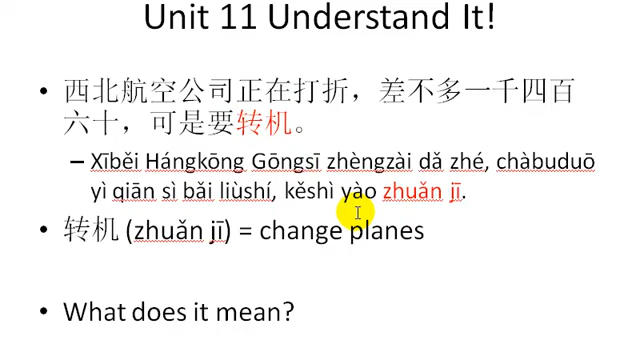 Unit 11 Understand It!
• 西北航空公司正在打折，差不多一千四百
六十，可是要转机。
– Xīběi Hángkōng Gōngsī zhèngzài dǎ zhé, chàbuduō
yì qiān sì bǎi liùshí, kěshì yào zhuǎn jī.
• 转机 (zhuǎn jī) = change planes
• What does it mean?